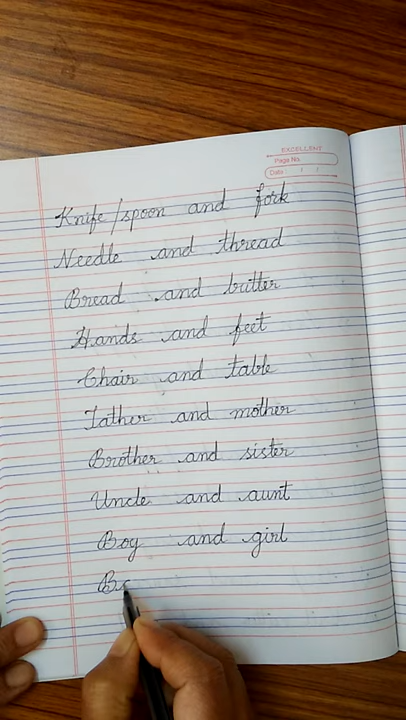 EXCELLENT
Page No.
Date / /
Knife/spoon and fork
Needle and thread
Bread and butter
Hands and feet
Chair and table
Father and mother
Brother and sister
Uncle and aunt
Boy and girl